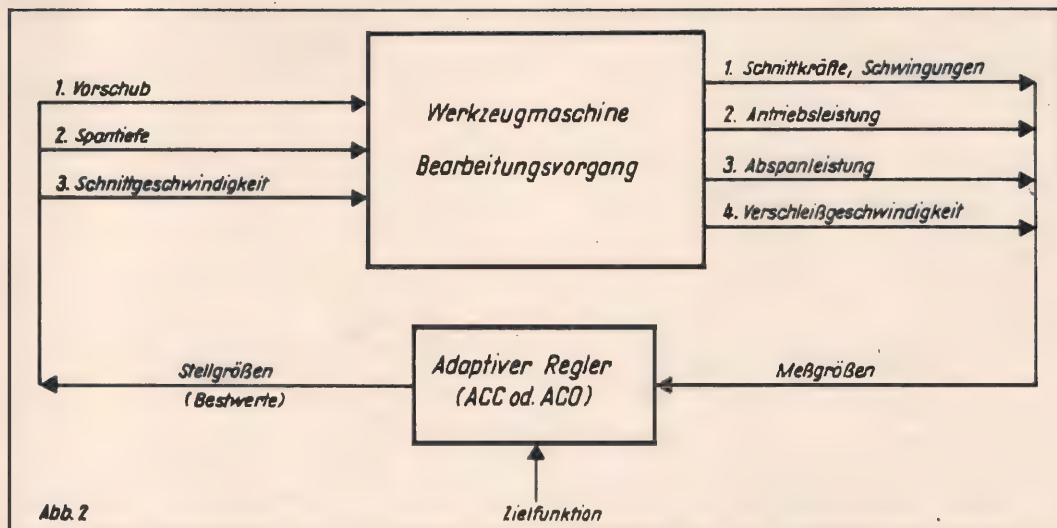 1. Vorschub
2. Spantiefe
3. Schnittgeschwindigkeit
Werkzeugmaschine
Bearbeitungsvorgang
1. Schnittkräfte, Schwingungen
2. Antriebsleistung
3. Abspanleistung
4. Verschleißgeschwindigkeit
Stellgrößen
(Bestwerte)
Adaptiver Regler
(ACC od. ACO)
Meßgrößen
Zielfunktion
Abb. 2